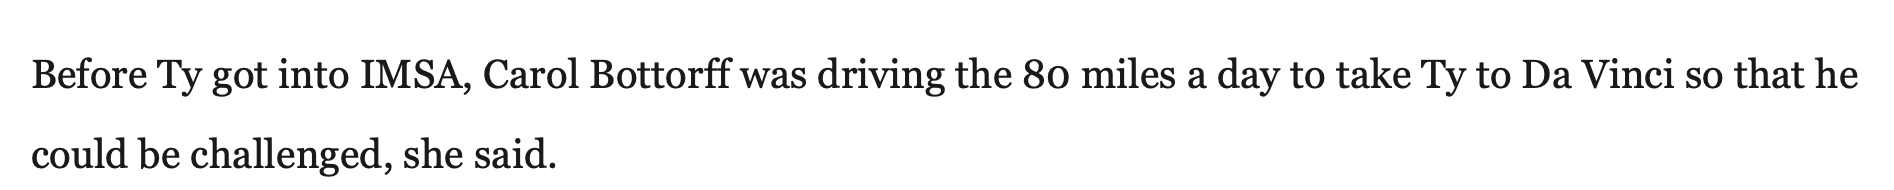 Before Ty got into IMSA, Carol Bottorff was driving the 80 miles a day to take Ty to Da Vinci so that he
could be challenged, she said.